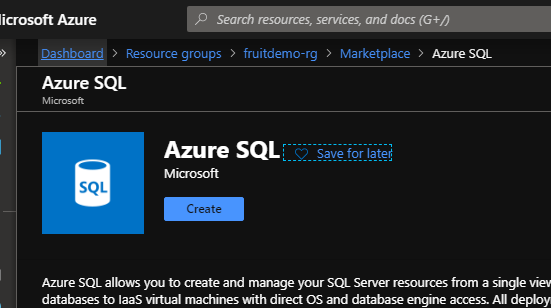 Microsoft Azure
Search resources, services, and docs (G+/)
Dashboard > Resource groups > fruitdemo-rg > Marketplace > Azure SQL
Azure SQL
Microsoft
SQL
Azure SQL Save for later
Microsoft
Create
Azure SQL allows you to create and manage your SQL Server resources from a single view
databases to IaaS virtual machines with direct OS and database engine access. All deploy